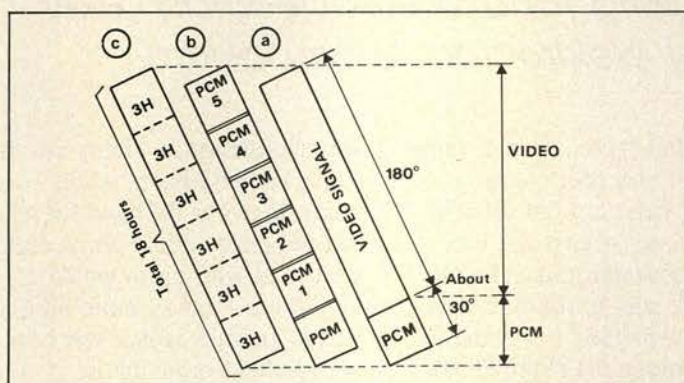 c
b
a
3H
3H
3H
3H
3H
3H
Total 18 hours
PCM
5
PCM
4
PCM
3
PCM
2
PCM
1
PCM
VIDEO SIGNAL
PCM
180°
About
30°
VIDEO
PCM